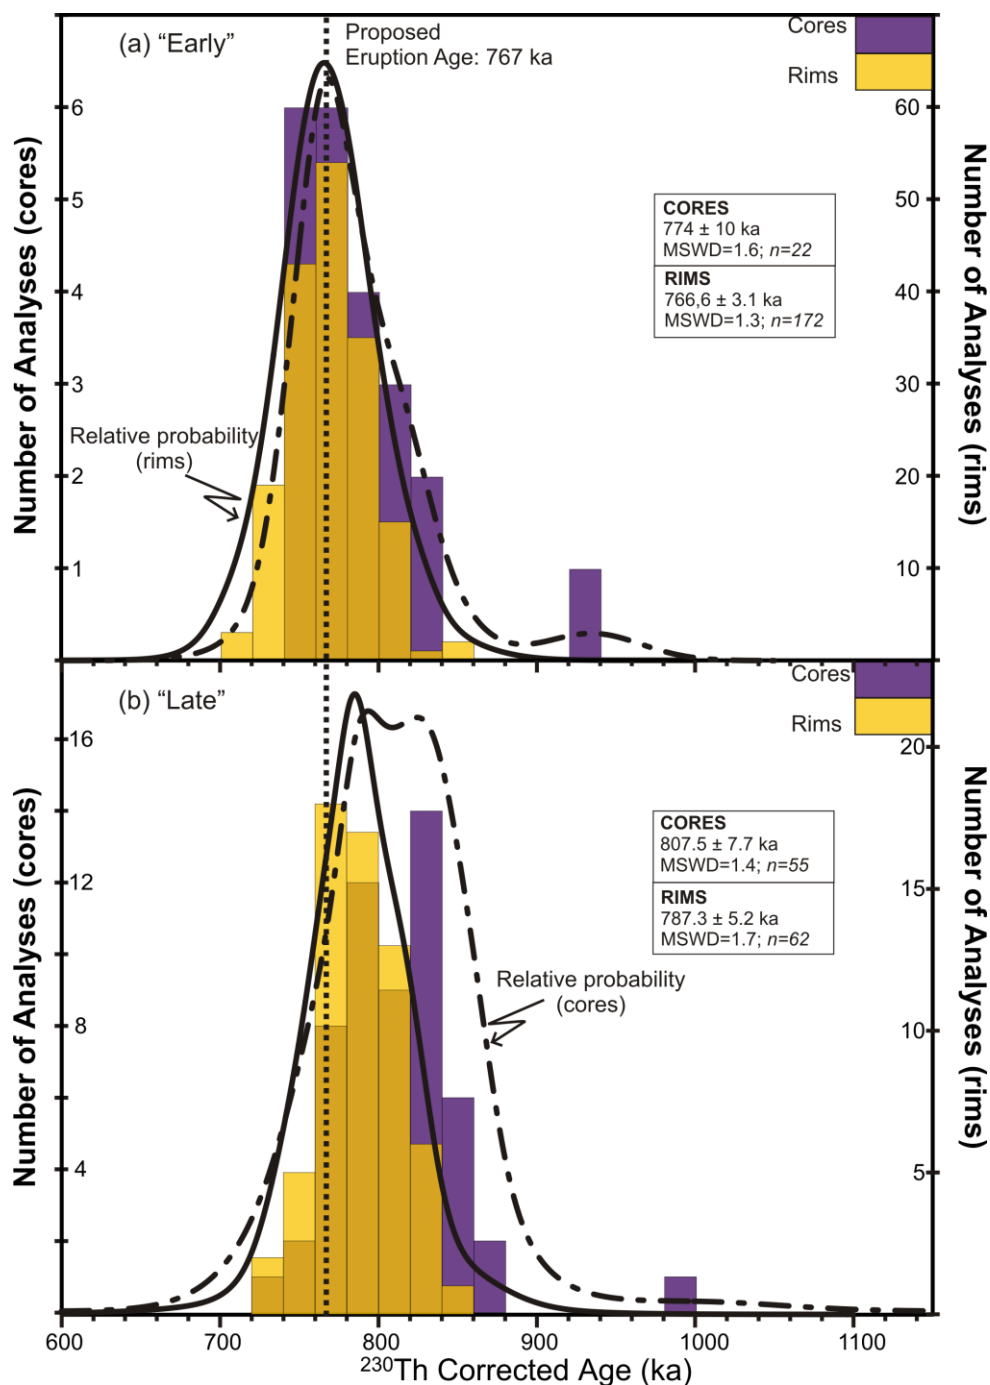 (a) “Early”
Proposed
Eruption Age: 767 ka
Cores
Rims
Number of Analyses (cores)
6
5
4
3
2
1
Number of Analyses (rims)
60
50
40
30
20
10
CORES
774 ± 10 ka
MSWD=1.6; n=22
RIMS
766,6 ± 3.1 ka
MSWD=1.3; n=172
Relative probability
(rims)
(b) “Late”
Cores
Rims
Number of Analyses (cores)
16
12
8
4
Number of Analyses (rims)
20
15
10
5
CORES
807.5 ± 7.7 ka
MSWD=1.4; n=55
RIMS
787.3 ± 5.2 ka
MSWD=1.7; n=62
Relative probability
(cores)
600 700 800 900 1000 1100
²³⁰Th Corrected Age (ka)